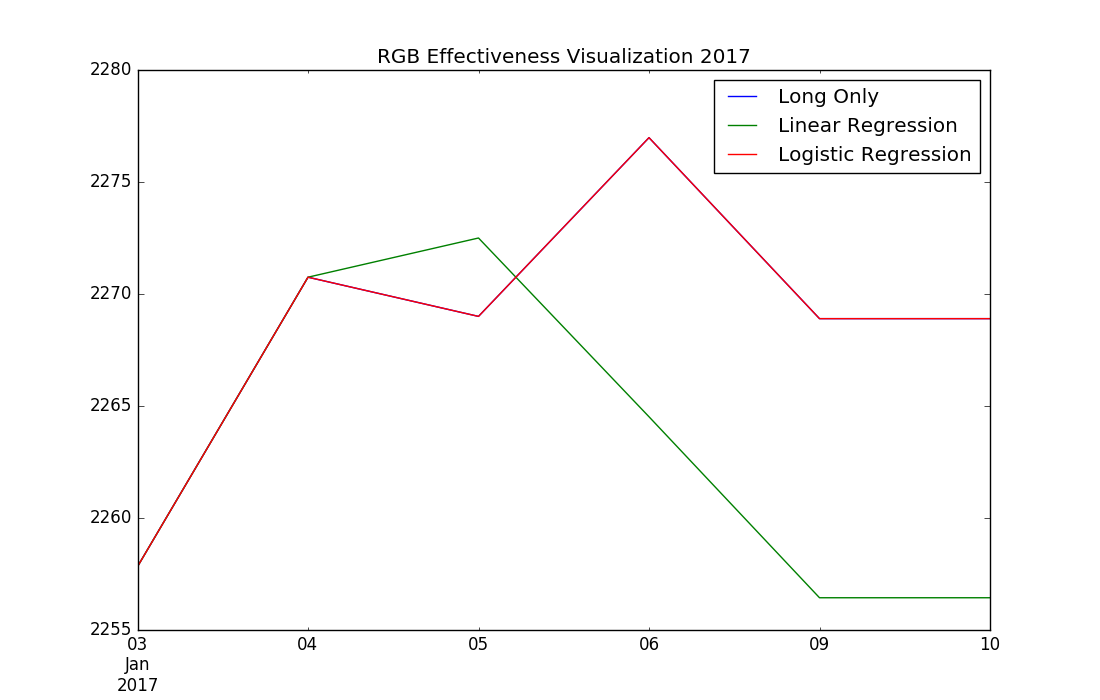 RGB Effectiveness Visualization 2017
2280
2275
2270
2265
2260
2255
Long Only
Linear Regression
Logistic Regression
03 04 05 06 09 10
Jan
2017